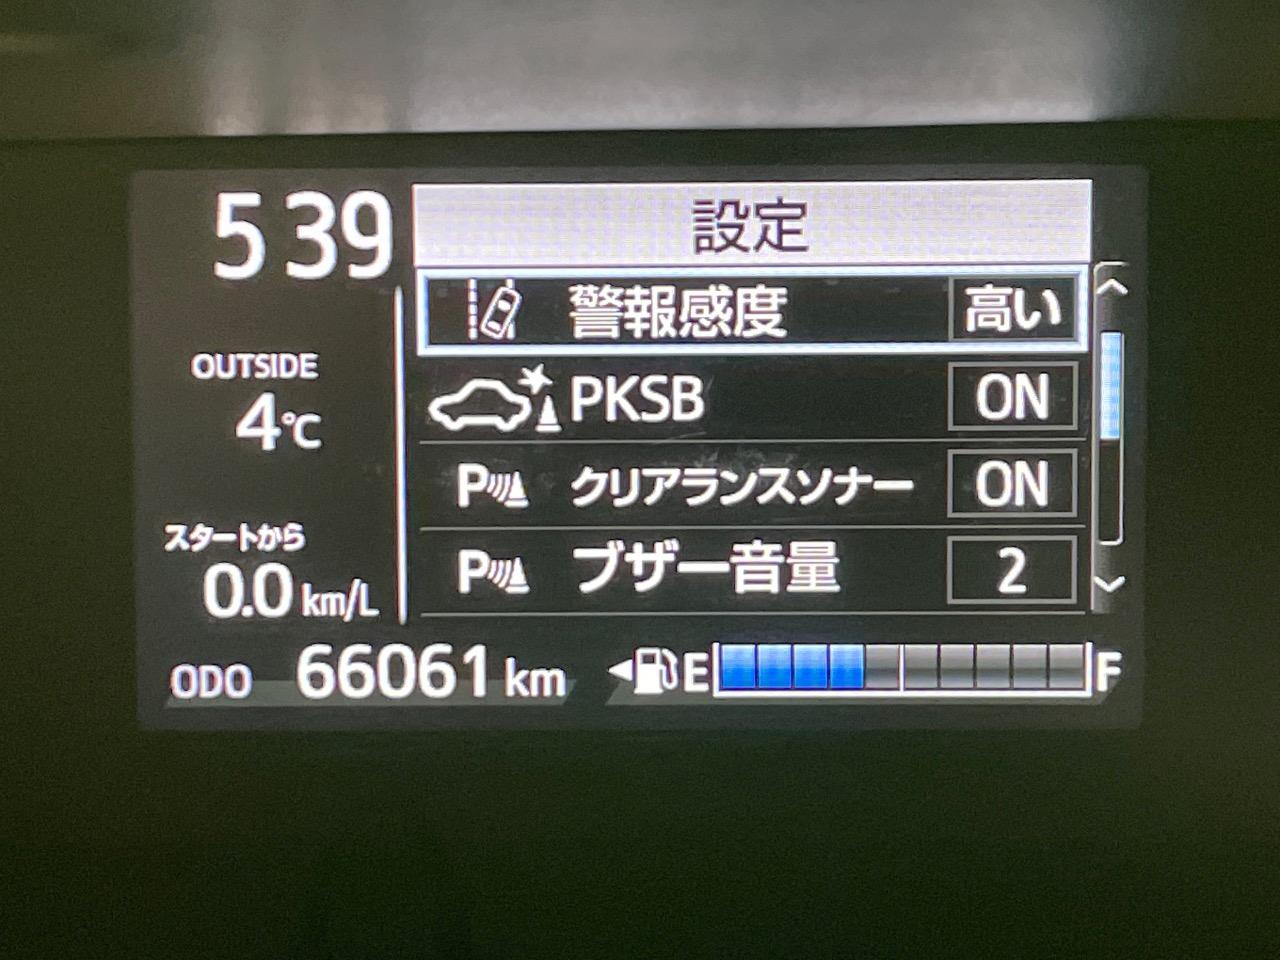 5 39
設定
警報感度 高い
OUTSIDE
4℃
PKSB ON
P クリアランスソナー ON
スタートから
0.0 km/L
P ブザー音量 2
ODO 66061 km E F